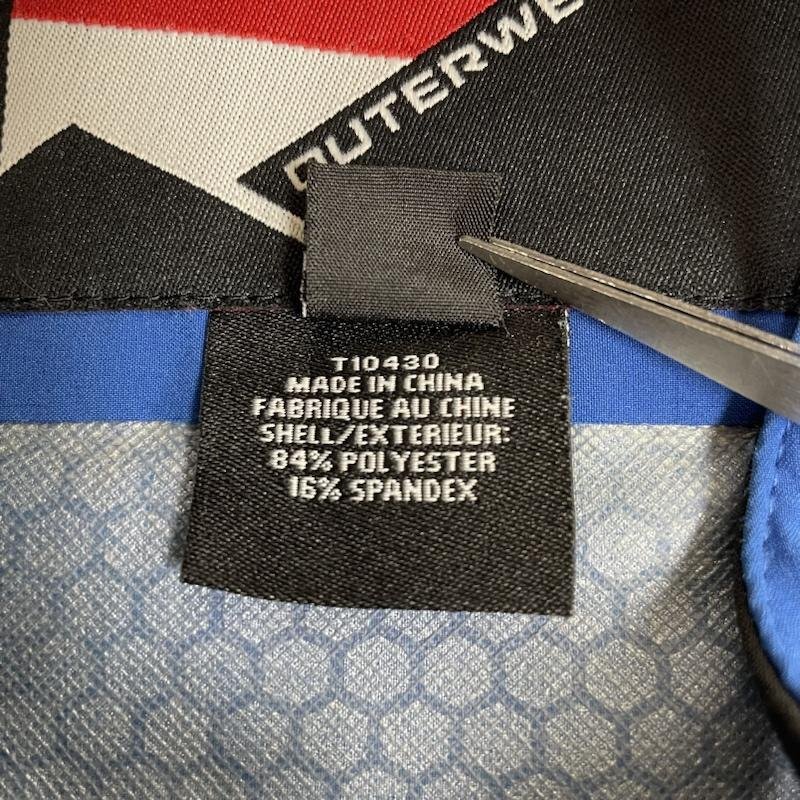 OUTERWE
T10430
MADE IN CHINA
FABRIQUE AU CHINE
SHELL/EXTERIEUR:
84% POLYESTER
16% SPANDEX